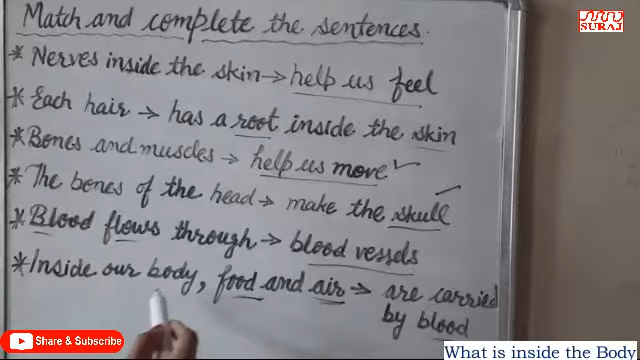 Match and complete the sentences.
SURAJ
* Nerves inside the skin → help us feel
* Each hair → has a root inside the skin
* Bones and muscles → help us move ✓
* The bones of the head → make the skull ✓
* Blood flows through → blood vessels
* Inside our body, food and air → are carried
by blood
Share & Subscribe
What is inside the Body